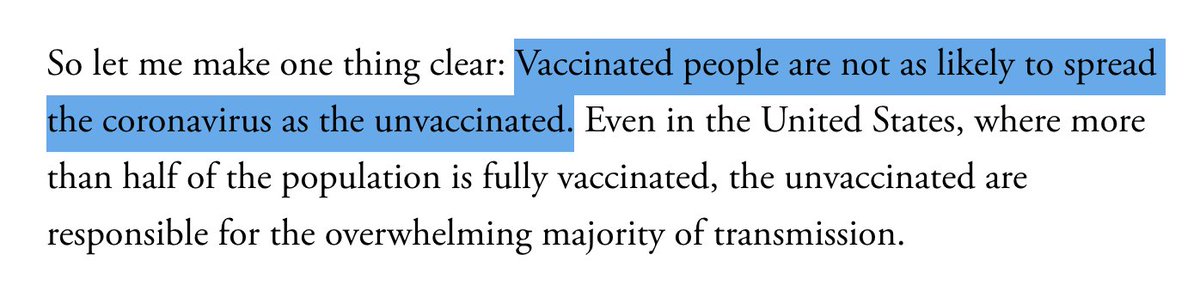 So let me make one thing clear: Vaccinated people are not as likely to spread
the coronavirus as the unvaccinated. Even in the United States, where more
than half of the population is fully vaccinated, the unvaccinated are
responsible for the overwhelming majority of transmission.